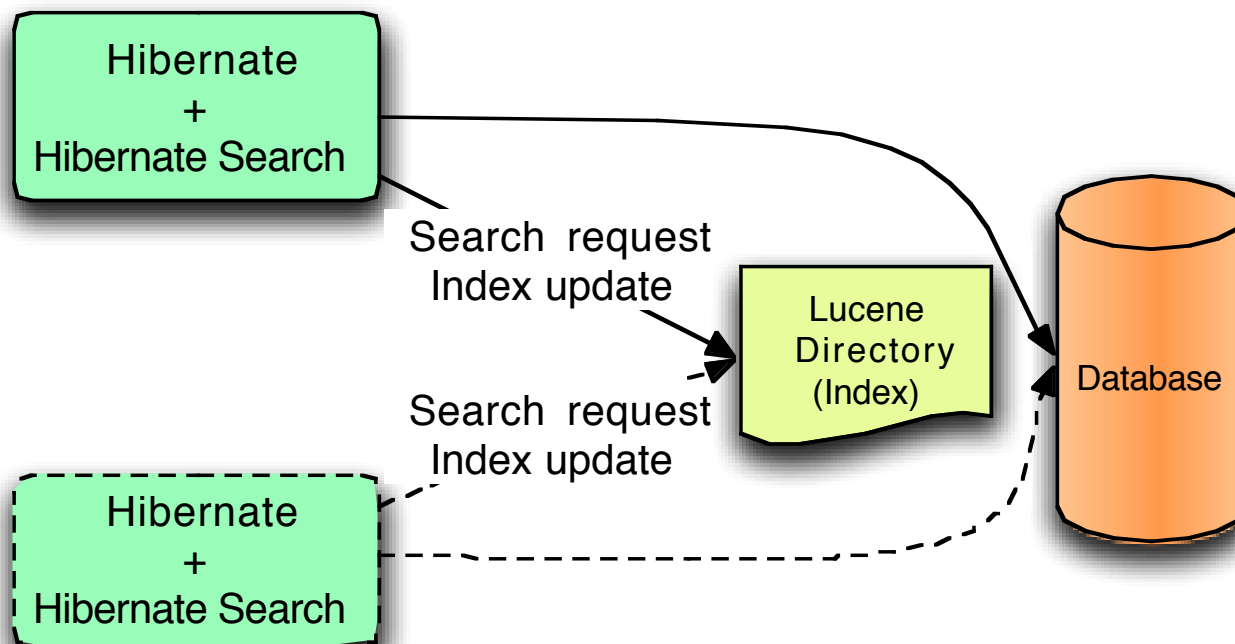 Hibernate
+
Hibernate Search
Search request
Index update
Lucene
Directory
(Index)
Database
Search request
Index update
Hibernate
+
Hibernate Search